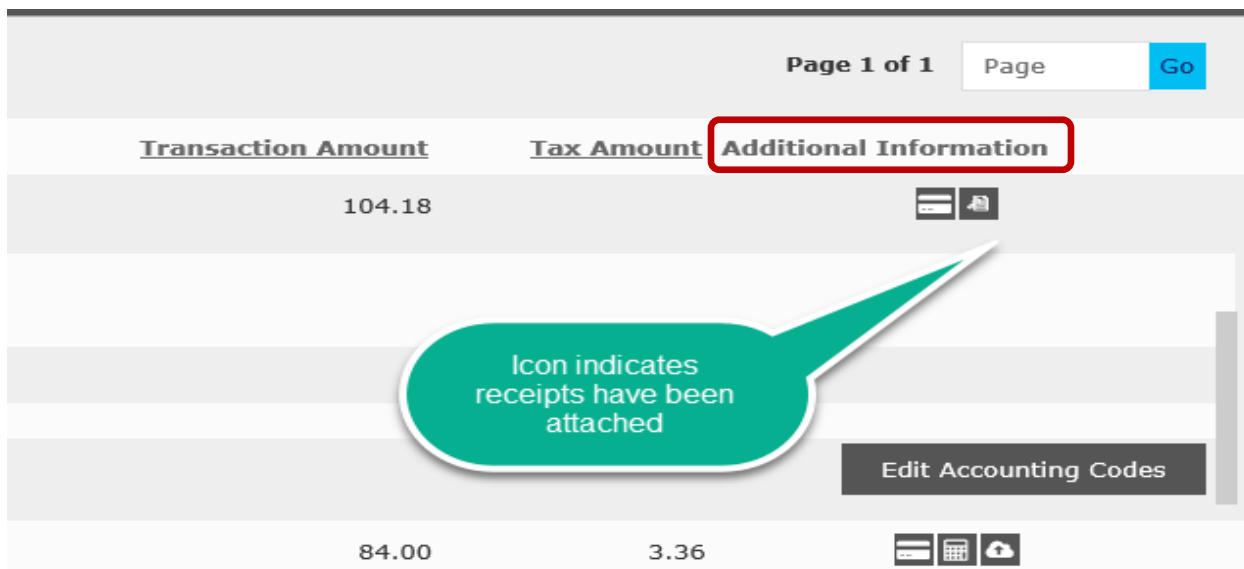 Page 1 of 1 Page Go
Transaction Amount Tax Amount Additional Information
104.18
Icon indicates
receipts have been
attached
Edit Accounting Codes
84.00 3.36